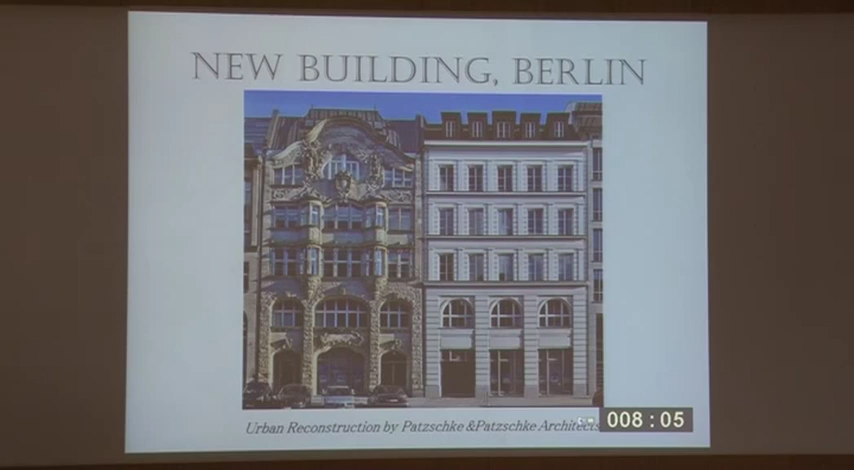 NEW BUILDING, BERLIN
Urban Reconstruction by Patzschke &Patzschke Architects
008 : 05